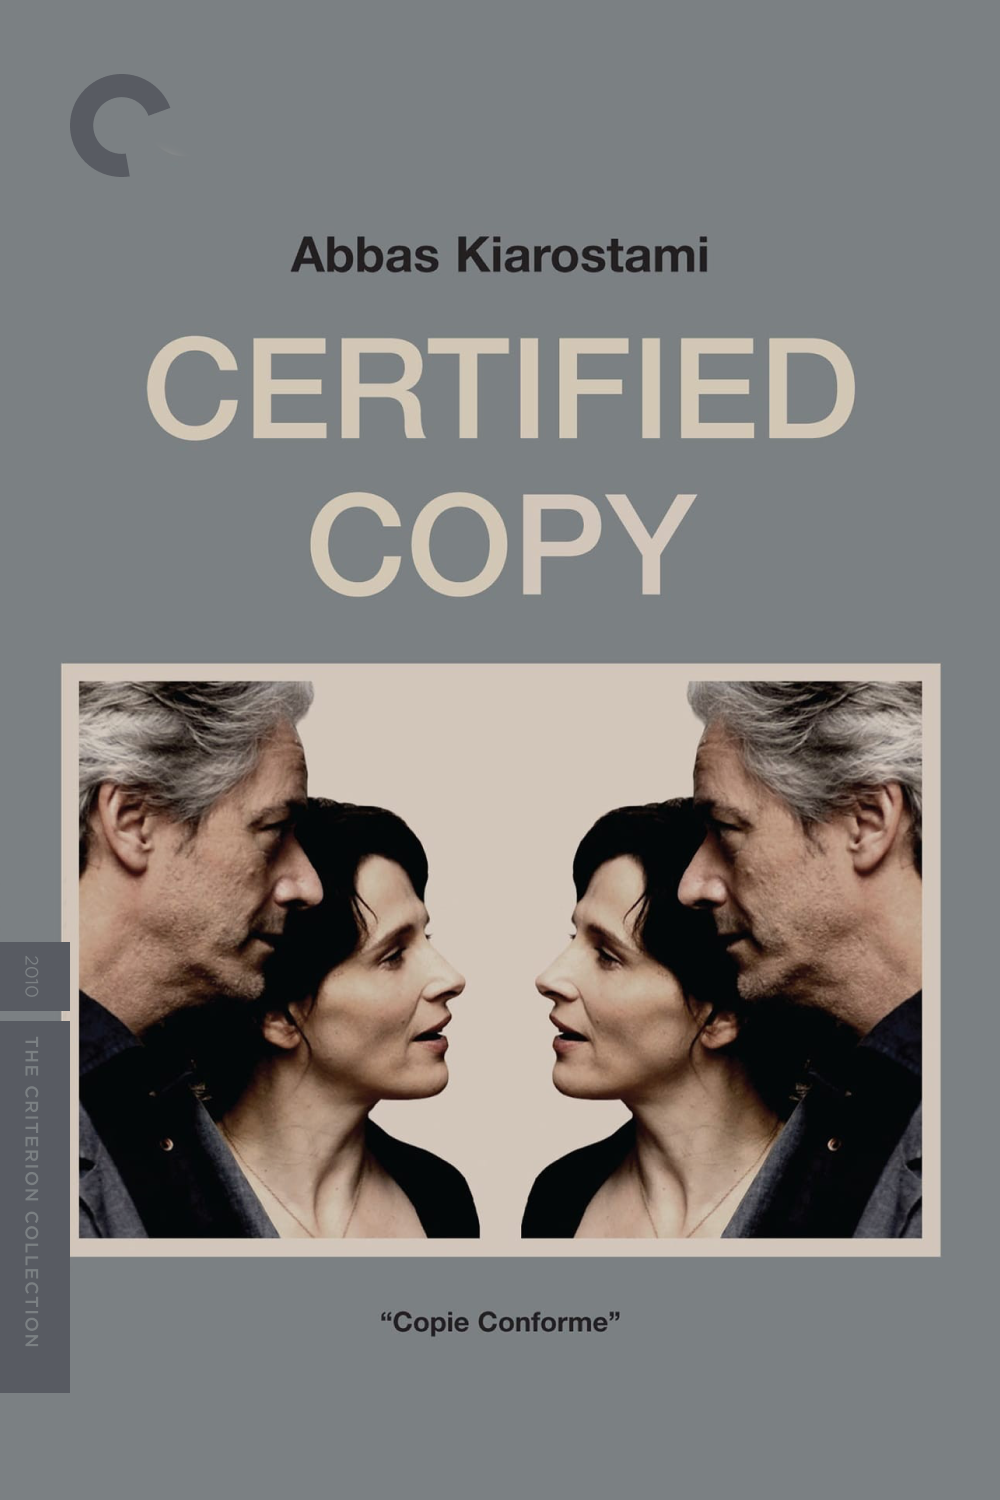 Abbas Kiarostami
CERTIFIED
COPY
2010
THE CRITERION COLLECTION
“Copie Conforme”